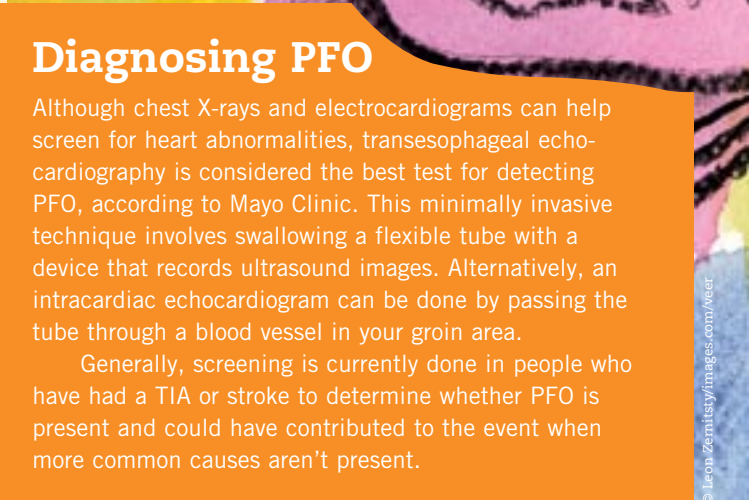 Diagnosing PFO
Although chest X-rays and electrocardiograms can help
screen for heart abnormalities, transesophageal echo-
cardiography is considered the best test for detecting
PFO, according to Mayo Clinic. This minimally invasive
technique involves swallowing a flexible tube with a
device that records ultrasound images. Alternatively, an
intracardiac echocardiogram can be done by passing the
tube through a blood vessel in your groin area.
Generally, screening is currently done in people who
have had a TIA or stroke to determine whether PFO is
present and could have contributed to the event when
more common causes aren’t present.
© Leon Zernitsty/images.com/veer